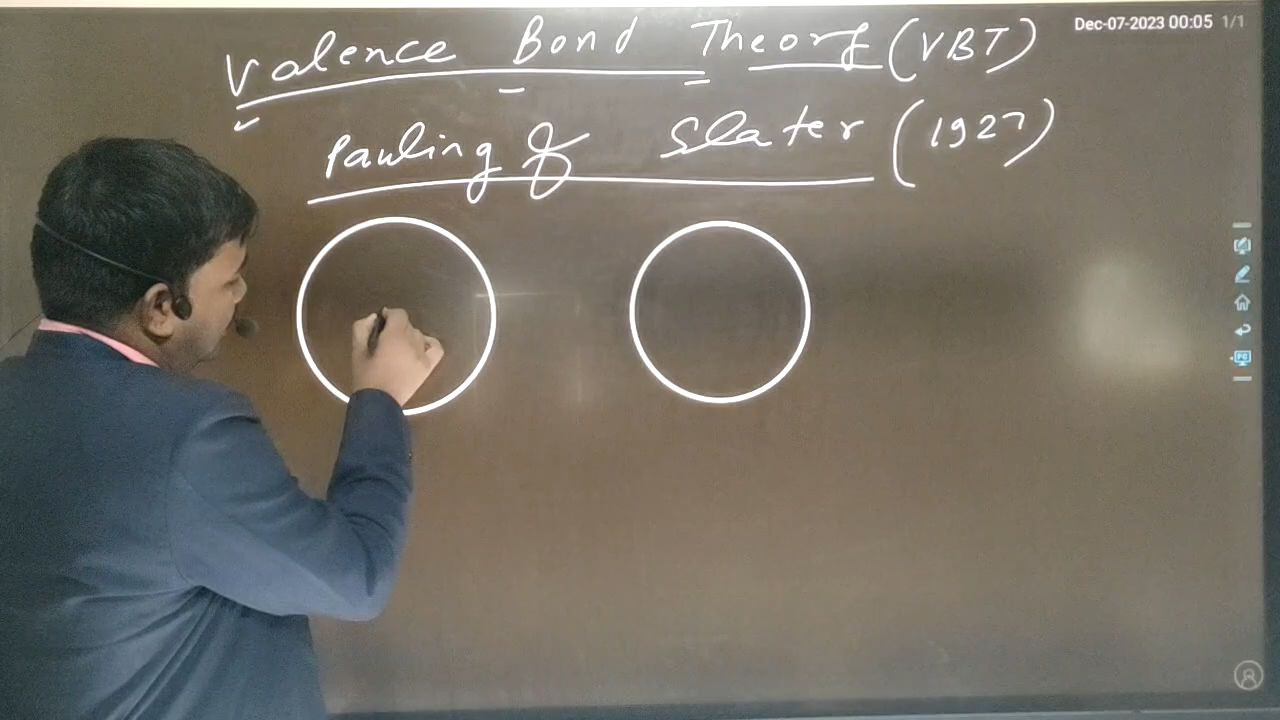 Valence Bond Theory (VBT)
Dec-07-2023 00:05 1/1
Pauling & Slater (1927)